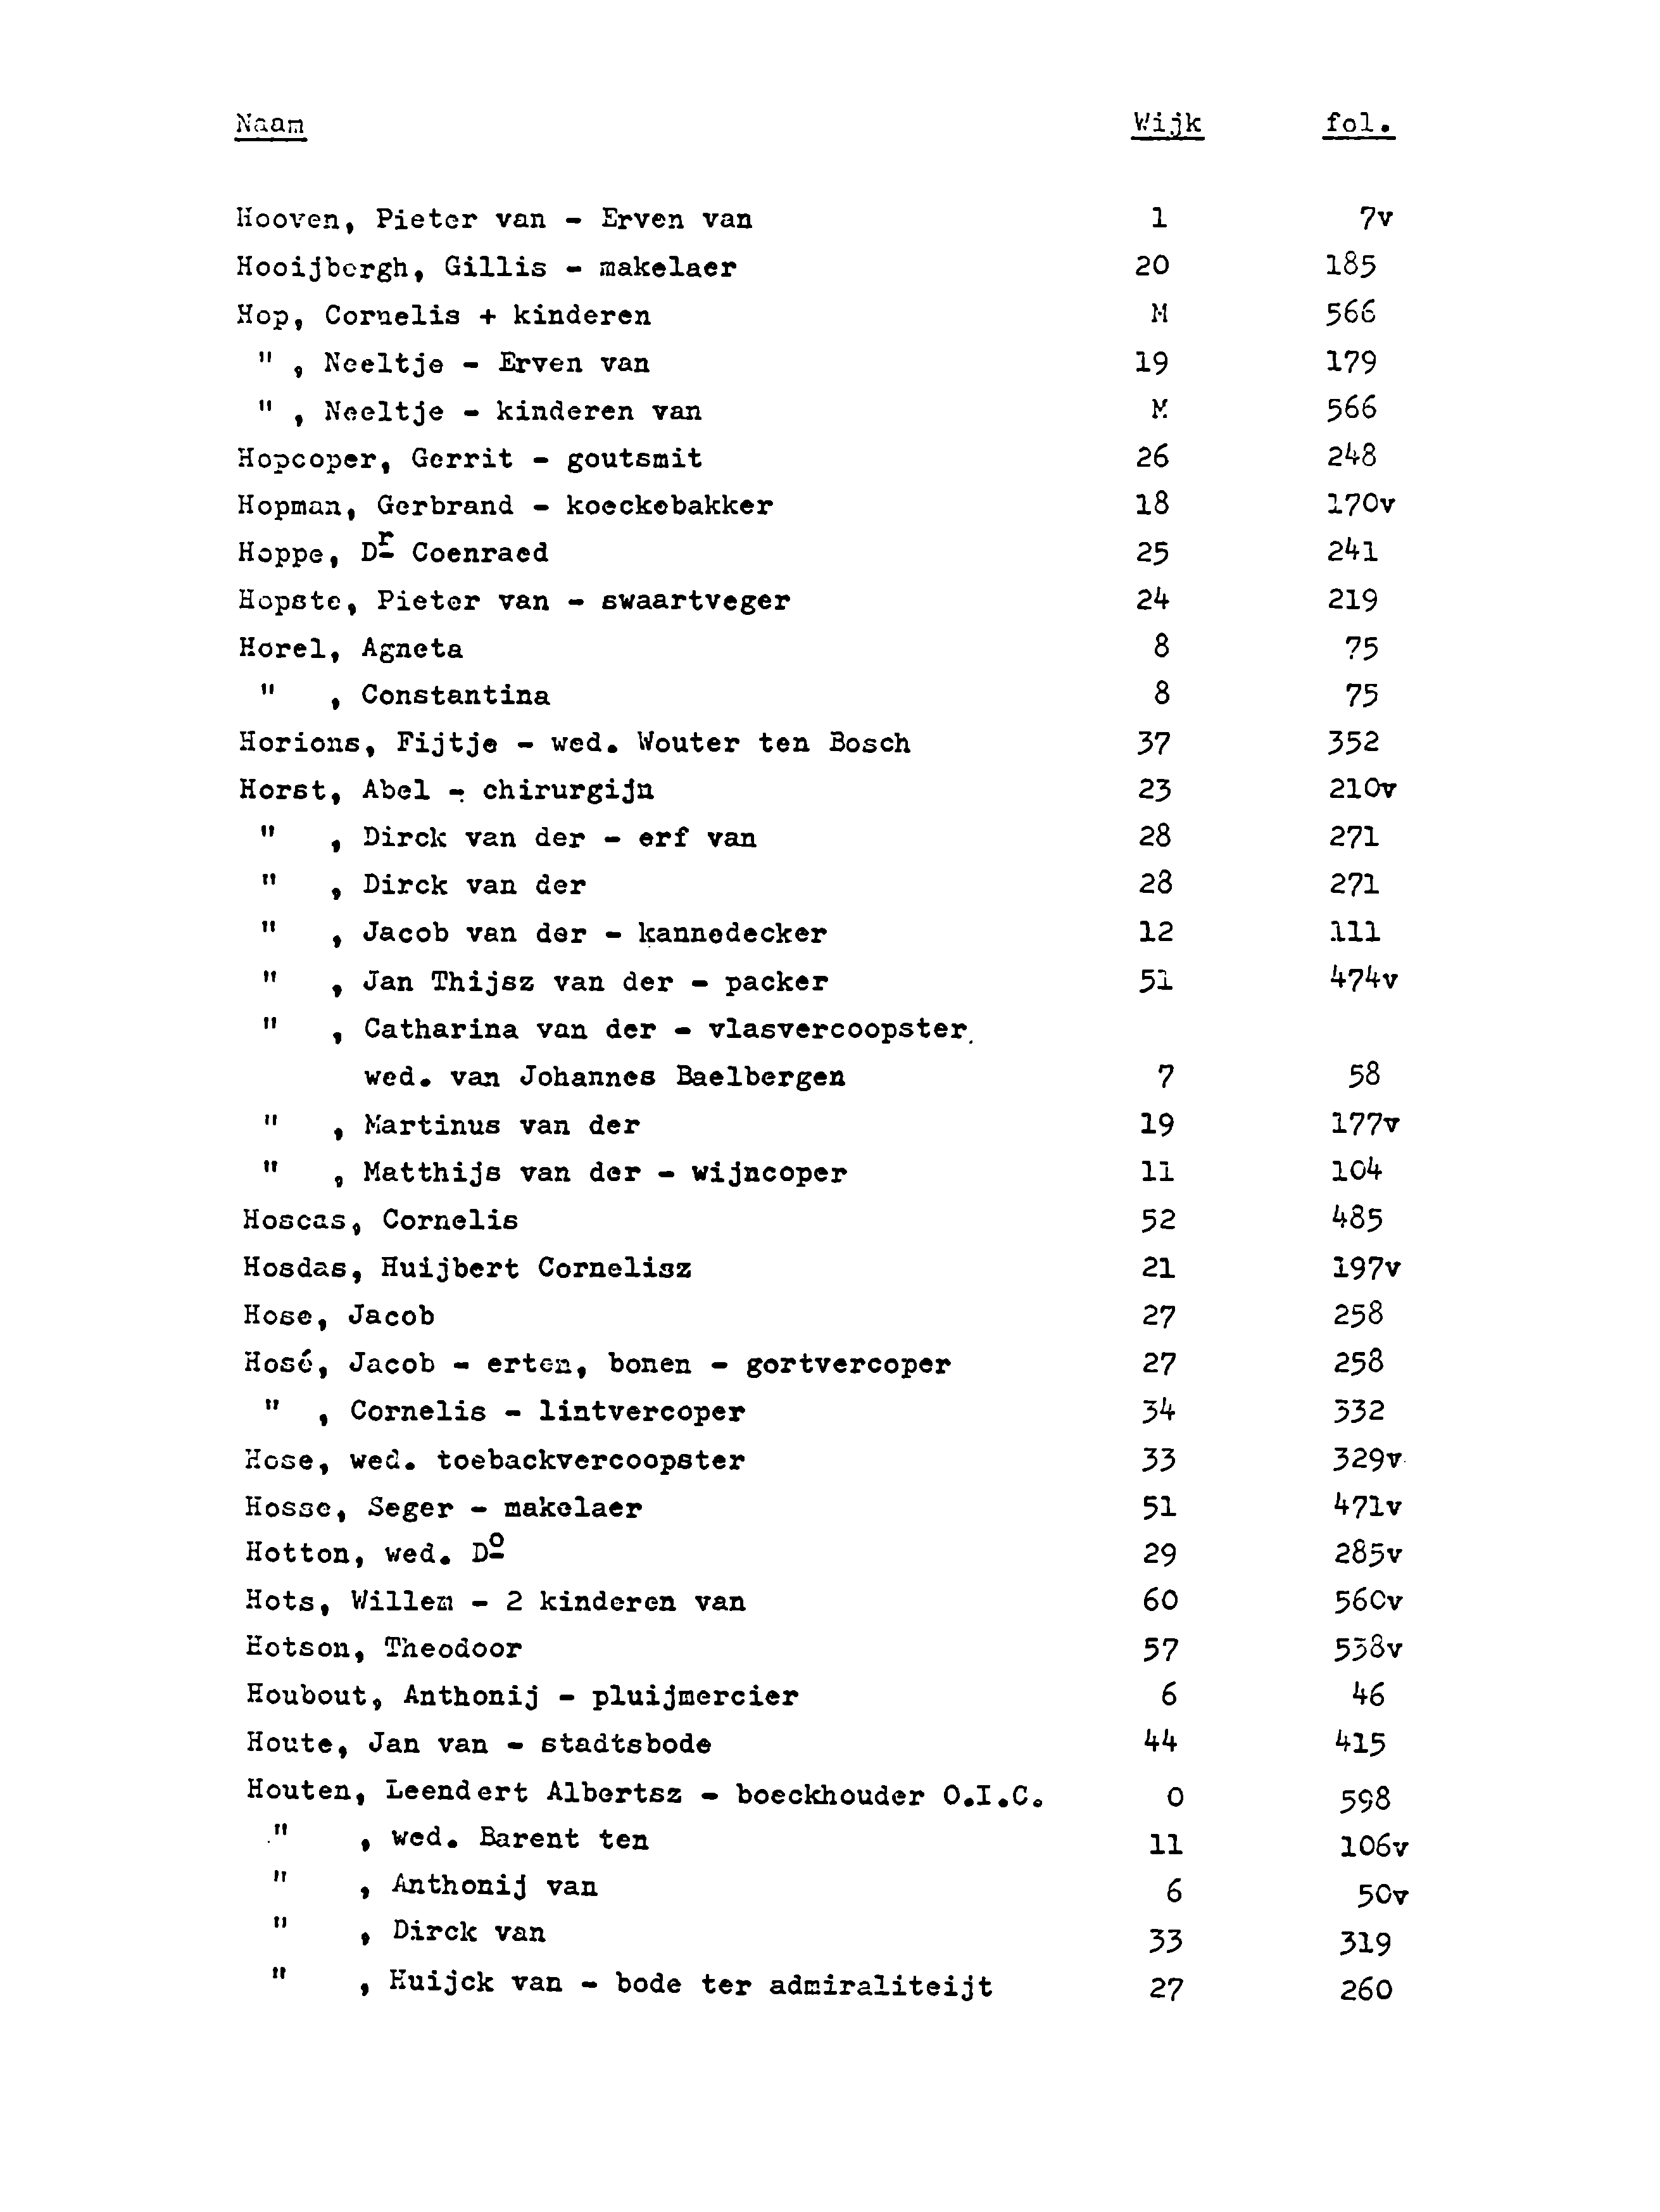 Naam Wijk fol.
Hooven, Pieter van - Erven van 1 7v
Hooijbergh, Gillis - makelaer 20 185
Hop, Cornelis + kinderen M 566
" , Neeltje - Erven van 19 179
" , Neeltje - kinderen van M 566
Hopcoper, Gerrit - goutsmit 26 248
Hopman, Gerbrand - koeckebakker 18 170v
Hoppe, Dr Coenraed 25 241
Hopste, Pieter van - swaartveger 24 219
Horel, Agneta 8 75
" , Constantina 8 75
Horions, Fijtje - wed. Wouter ten Bosch 37 352
Horst, Abel - chirurgijn 23 210v
" , Dirck van der - erf van 28 271
" , Dirck van der 28 271
" , Jacob van der - kannedecker 12 111
" , Jan Thijsz van der - packer 51 474v
" , Catharina van der - vlasvercoopster
wed. van Johannes Baelbergen 7 58
" , Martinus van der 19 177v
" , Matthijs van der - wijncoper 11 104
Hoscas, Cornelis 52 485
Hosdas, Huijbert Cornelisz 21 197v
Hose, Jacob 27 258
Hosé, Jacob - erten, bonen - gortvercoper 27 258
" , Cornelis - lintvercoper 34 332
Hose, wed. toebackvercoopster 33 329v
Hosse, Seger - makelaer 51 471v
Hotton, wed. Do 29 285v
Hots, Willem - 2 kinderen van 60 560v
Hotson, Theodoor 57 538v
Houbout, Anthonij - pluijmercier 6 46
Houte, Jan van - stadtsbode 44 415
Houten, Leendert Albertsz - boeckhouder O.I.C. O 598
" , wed. Barent ten 11 106v
" , Anthonij van 6 50v
" , Dirck van 33 319
" , Huijck van - bode ter admiraliteijt 27 260